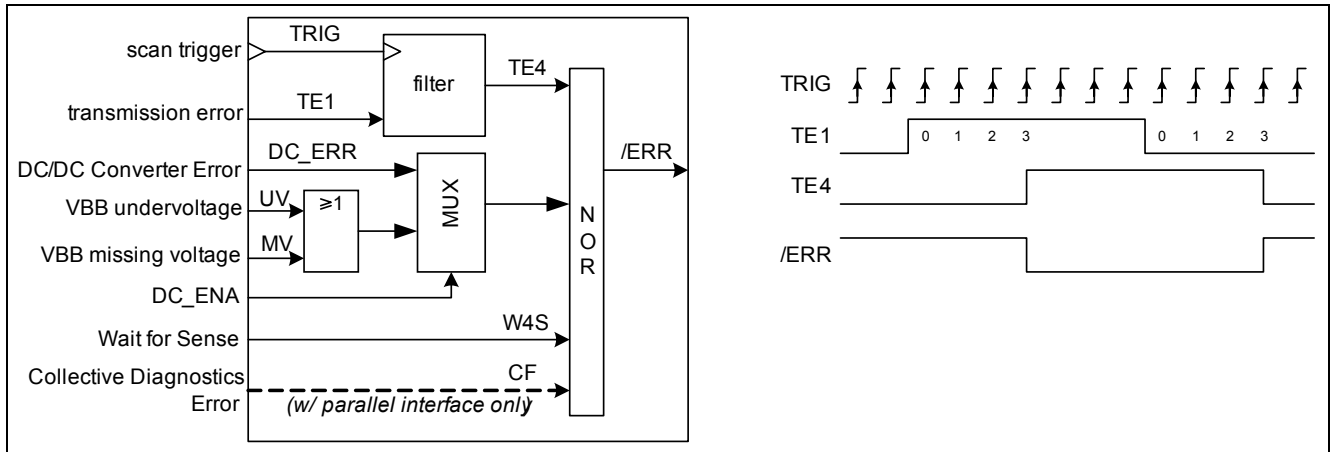 scan trigger
TRIG
filter
TE4
transmission error
TE1
DC/DC Converter Error
DC_ERR
VBB undervoltage
UV
≥1
MUX
VBB missing voltage
MV
DC_ENA
Wait for Sense
W4S
Collective Diagnostics
Error
CF
(w/ parallel interface only)
NOR
/ERR
TRIG
TE1
0 1 2 3
0 1 2 3
TE4
/ERR